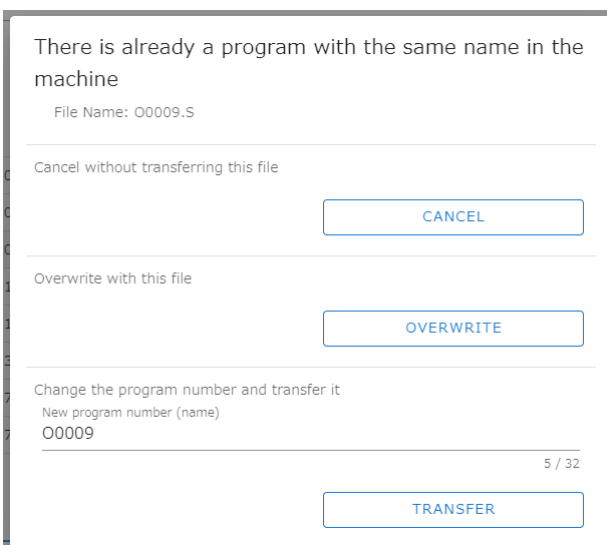 There is already a program with the same name in the
machine
File Name: O0009.S
Cancel without transferring this file
CANCEL
Overwrite with this file
OVERWRITE
Change the program number and transfer it
New program number (name)
O0009
5 / 32
TRANSFER